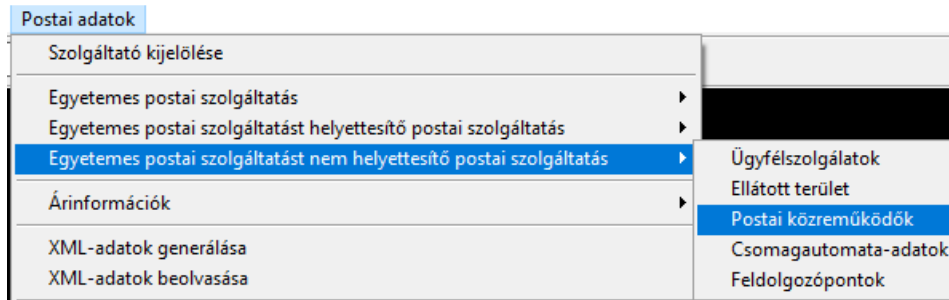 Postai adatok
Szolgáltató kijelölése
Egyetemes postai szolgáltatás
Egyetemes postai szolgáltatást helyettesítő postai szolgáltatás
Egyetemes postai szolgáltatást nem helyettesítő postai szolgáltatás
Ügyfélszolgálatok
Ellátott terület
Árinformációk
Postai közreműködők
XML-adatok generálása
Csomagautomata-adatok
XML-adatok beolvasása
Feldolgozópontok